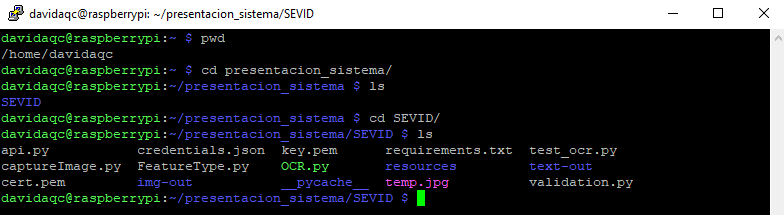 davidaqc@raspberrypi: ~/presentacion_sistema/SEVID
davidaqc@raspberrypi:~ $ pwd
/home/davidaqc
davidaqc@raspberrypi:~ $ cd presentacion_sistema/
davidaqc@raspberrypi:~/presentacion_sistema $ ls
SEVID
davidaqc@raspberrypi:~/presentacion_sistema $ cd SEVID/
davidaqc@raspberrypi:~/presentacion_sistema/SEVID $ ls
api.py           credentials.json  key.pem      requirements.txt  test_ocr.py
captureImage.py  FeatureType.py    OCR.py       resources         text-out
cert.pem         img-out           __pycache__  temp.jpg          validation.py
davidaqc@raspberrypi:~/presentacion_sistema/SEVID $